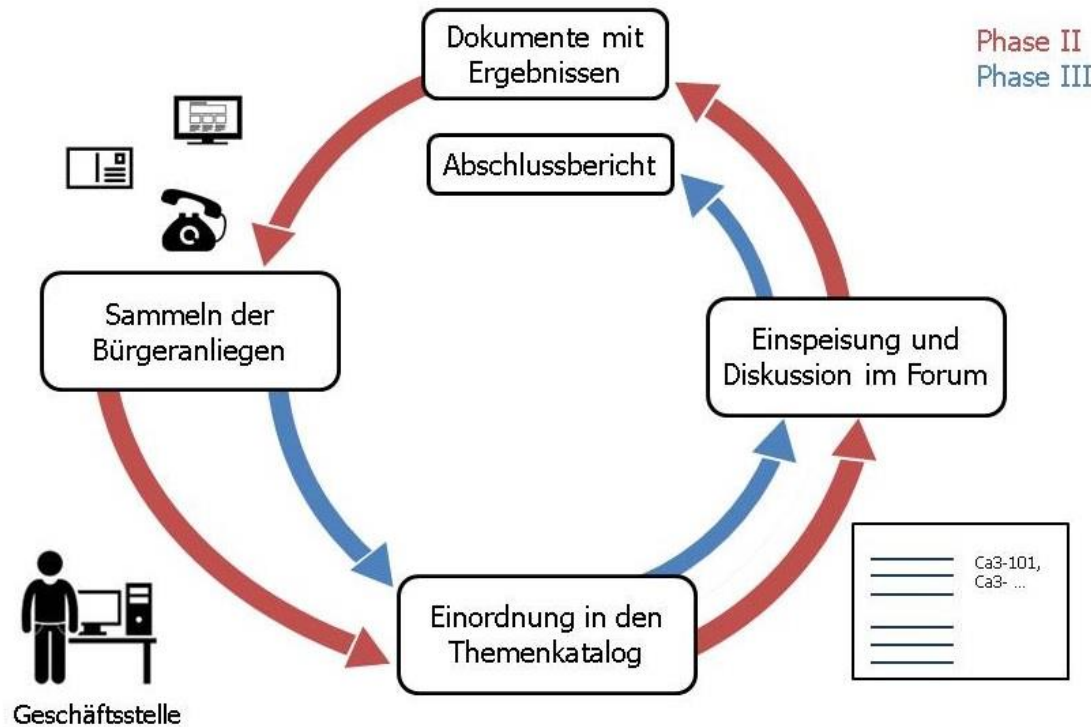 Dokumente mit
Ergebnissen
Phase II
Phase III
Abschlussbericht
Sammeln der
Bürgeranliegen
Einspeisung und
Diskussion im Forum
Ca3-101,
Ca3- ...
Einordnung in den
Themenkatalog
Geschäftsstelle